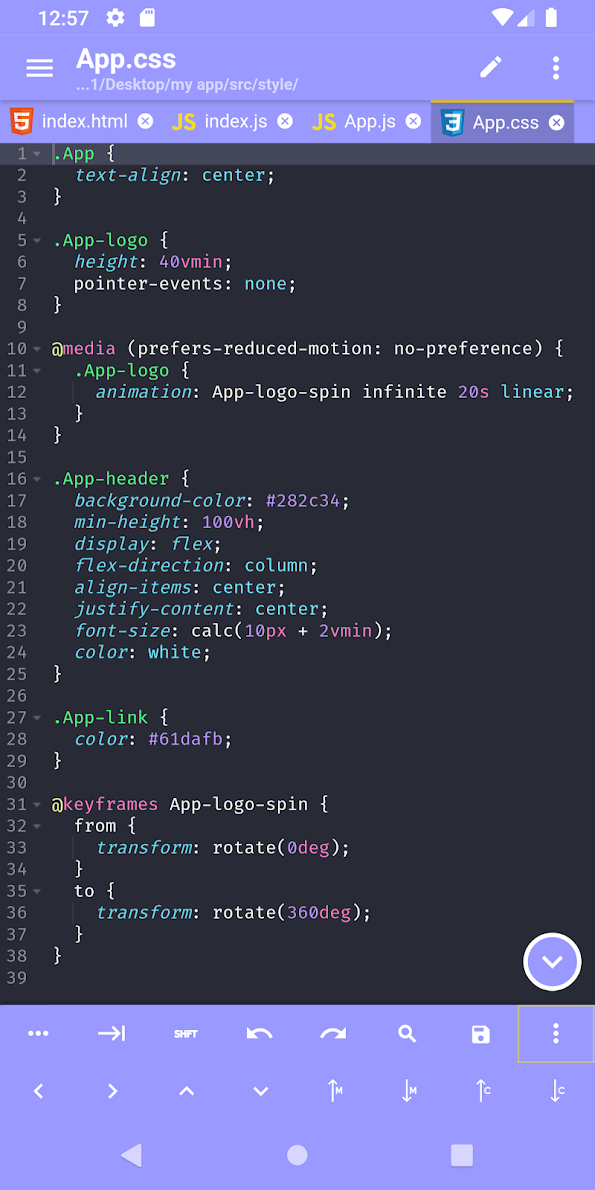 12:57
App.css
...1/Desktop/my app/src/style/
index.html JS index.js JS App.js App.css
1 .App {
2   text-align: center;
3 }
4
5 .App-logo {
6   height: 40vmin;
7   pointer-events: none;
8 }
9
10 @media (prefers-reduced-motion: no-preference) {
11   .App-logo {
12     animation: App-logo-spin infinite 20s linear;
13   }
14 }
15
16 .App-header {
17   background-color: #282c34;
18   min-height: 100vh;
19   display: flex;
20   flex-direction: column;
21   align-items: center;
22   justify-content: center;
23   font-size: calc(10px + 2vmin);
24   color: white;
25 }
26
27 .App-link {
28   color: #61dafb;
29 }
30
31 @keyframes App-logo-spin {
32   from {
33     transform: rotate(0deg);
34   }
35   to {
36     transform: rotate(360deg);
37   }
38 }
39
SHFT
M M C C